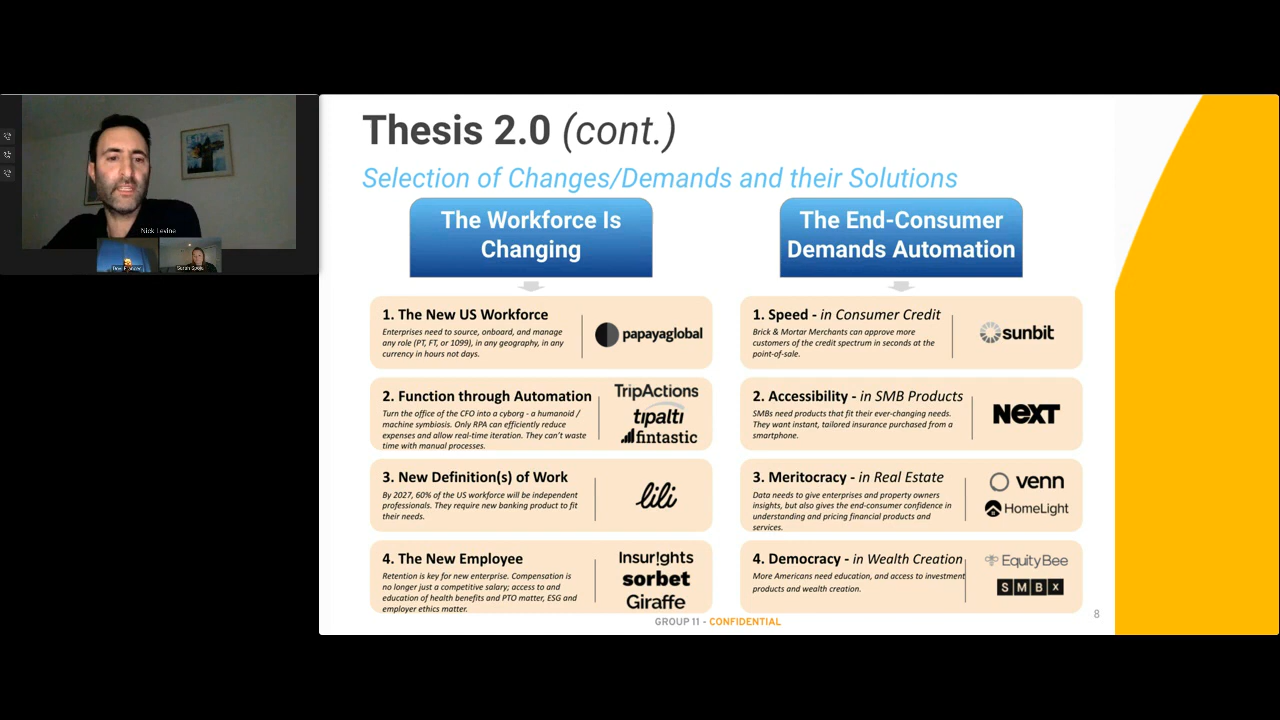 Nick Levine
Thesis 2.0 (cont.)
Selection of Changes/Demands and their Solutions
The Workforce Is
Changing
1. The New US Workforce
Enterprises need to source, onboard, and manage
any role (PT, FT, or 1099), in any geography, in any
currency in hours not days.
papayaglobal
2. Function through Automation
Turn the office of the CFO into a cyborg - a humanoid /
machine symbiosis. Only RPA can efficiently reduce
expenses and allow real-time iteration. They can't waste
time with manual processes.
TripActions
tipalti
fintastic
3. New Definition(s) of Work
By 2027, 60% of the US workforce will be independent
professionals. They require new banking product to fit
their needs.
lili
4. The New Employee
Retention is key for new enterprise. Compensation is
no longer just a competitive salary; access to and
education of health benefits and PTO matter, ESG and
employer ethics matter.
Insur!ghts
sorbet
Giraffe
The End-Consumer
Demands Automation
1. Speed - in Consumer Credit
Brick & Mortar Merchants can approve more
customers of the credit spectrum in seconds at the
point-of-sale.
sunbit
2. Accessibility - in SMB Products
SMBs need products that fit their ever-changing needs.
They want instant, tailored insurance purchased from a
smartphone.
NEXT
3. Meritocracy - in Real Estate
Data needs to give enterprises and property owners
insights, but also gives the end-consumer confidence in
understanding and pricing financial products and
services.
venn
HomeLight
4. Democracy - in Wealth Creation
More Americans need education, and access to investment
products and wealth creation.
EquityBee
SMBX
GROUP 11 - CONFIDENTIAL
8